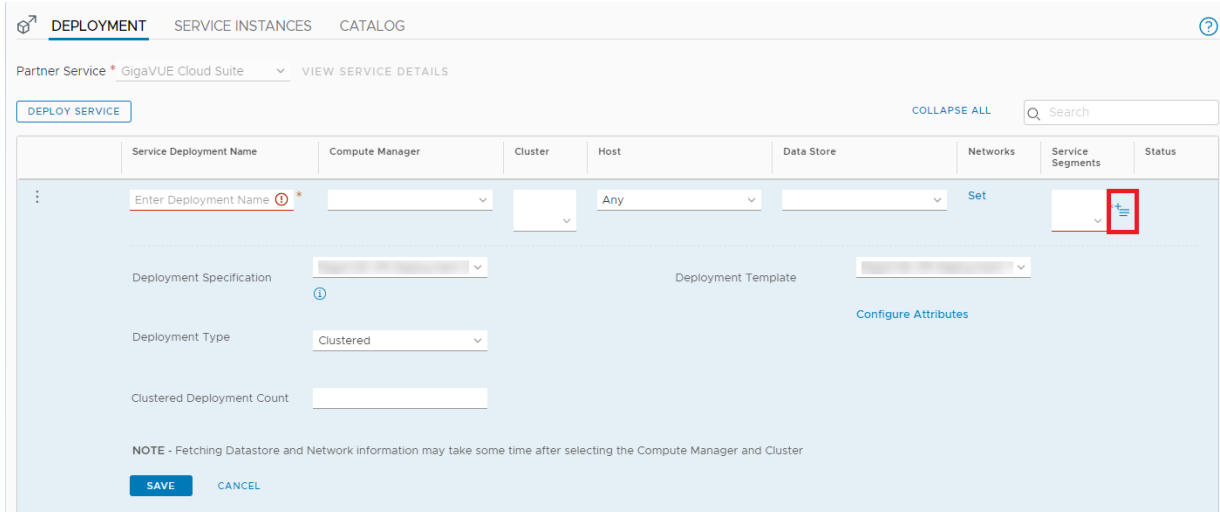 DEPLOYMENT SERVICE INSTANCES CATALOG
Partner Service * GigaVUE Cloud Suite VIEW SERVICE DETAILS
DEPLOY SERVICE COLLAPSE ALL Search
Service Deployment Name Compute Manager Cluster Host Data Store Networks Service Segments Status
Enter Deployment Name * Any Set
Deployment Specification Deployment Template
Configure Attributes
Deployment Type Clustered
Clustered Deployment Count
NOTE - Fetching Datastore and Network information may take some time after selecting the Compute Manager and Cluster
SAVE CANCEL